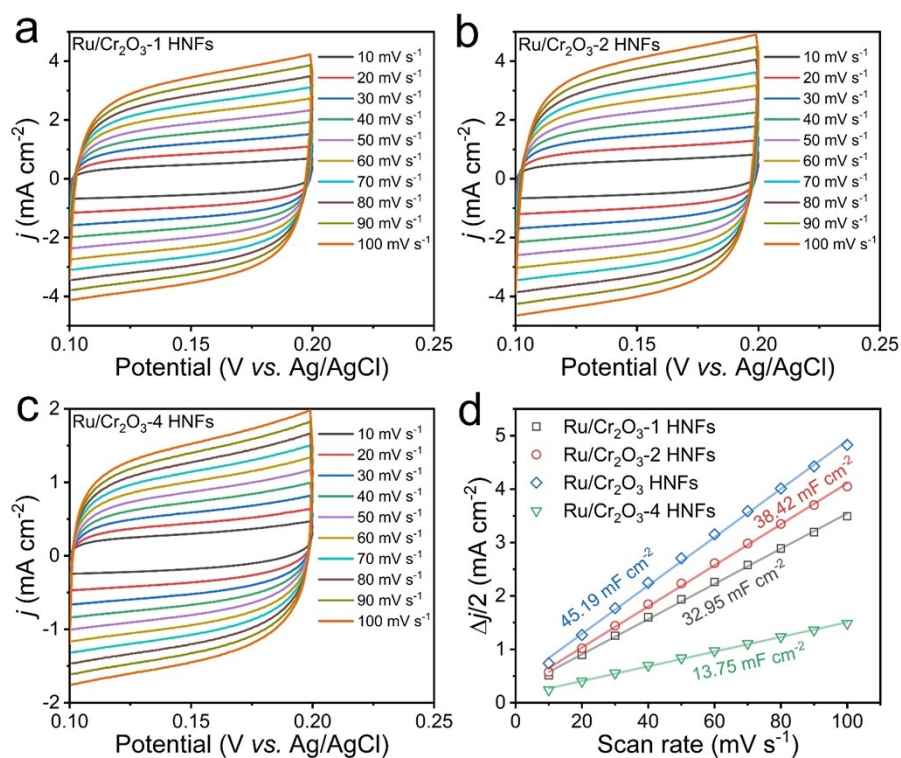 a
Ru/Cr₂O₃-1 HNFs
4
2
0
-2
-4
j (mA cm⁻²)
10 mV s⁻¹
20 mV s⁻¹
30 mV s⁻¹
40 mV s⁻¹
50 mV s⁻¹
60 mV s⁻¹
70 mV s⁻¹
80 mV s⁻¹
90 mV s⁻¹
100 mV s⁻¹
0.10 0.15 0.20 0.25
Potential (V vs. Ag/AgCl)
b
Ru/Cr₂O₃-2 HNFs
4
2
0
-2
-4
j (mA cm⁻²)
10 mV s⁻¹
20 mV s⁻¹
30 mV s⁻¹
40 mV s⁻¹
50 mV s⁻¹
60 mV s⁻¹
70 mV s⁻¹
80 mV s⁻¹
90 mV s⁻¹
100 mV s⁻¹
0.10 0.15 0.20 0.25
Potential (V vs. Ag/AgCl)
c
Ru/Cr₂O₃-4 HNFs
2
1
0
-1
-2
j (mA cm⁻²)
10 mV s⁻¹
20 mV s⁻¹
30 mV s⁻¹
40 mV s⁻¹
50 mV s⁻¹
60 mV s⁻¹
70 mV s⁻¹
80 mV s⁻¹
90 mV s⁻¹
100 mV s⁻¹
0.10 0.15 0.20 0.25
Potential (V vs. Ag/AgCl)
d
Ru/Cr₂O₃-1 HNFs
Ru/Cr₂O₃-2 HNFs
Ru/Cr₂O₃ HNFs
Ru/Cr₂O₃-4 HNFs
5
4
3
2
1
0
Δj/2 (mA cm⁻²)
45.19 mF cm⁻²
38.42 mF cm⁻²
32.95 mF cm⁻²
13.75 mF cm⁻²
0 20 40 60 80 100
Scan rate (mV s⁻¹)